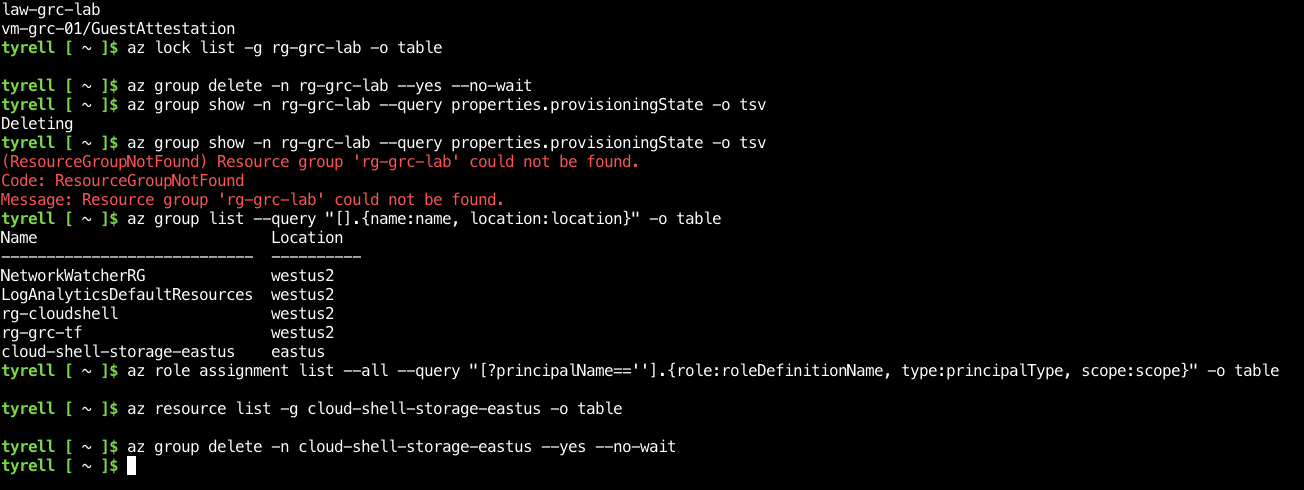 law-grc-lab
vm-grc-01/GuestAttestation
tyrell [ ~ ]$ az lock list -g rg-grc-lab -o table
tyrell [ ~ ]$ az group delete -n rg-grc-lab --yes --no-wait
tyrell [ ~ ]$ az group show -n rg-grc-lab --query properties.provisioningState -o tsv
Deleting
tyrell [ ~ ]$ az group show -n rg-grc-lab --query properties.provisioningState -o tsv
(ResourceGroupNotFound) Resource group 'rg-grc-lab' could not be found.
Code: ResourceGroupNotFound
Message: Resource group 'rg-grc-lab' could not be found.
tyrell [ ~ ]$ az group list --query "[].{name:name, location:location}" -o table
Name                         Location
---------------------------- ----------
NetworkWatcherRG             westus2
LogAnalyticsDefaultResources westus2
rg-cloudshell                westus2
rg-grc-tf                    westus2
cloud-shell-storage-eastus   eastus
tyrell [ ~ ]$ az role assignment list --all --query "[?principalName==''].{role:roleDefinitionName, type:principalType, scope:scope}" -o table
tyrell [ ~ ]$ az resource list -g cloud-shell-storage-eastus -o table
tyrell [ ~ ]$ az group delete -n cloud-shell-storage-eastus --yes --no-wait
tyrell [ ~ ]$